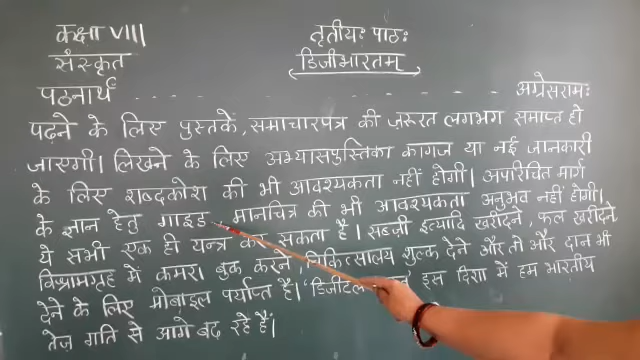 कक्षा VIII
संस्कृत
तृतीयः पाठः
डिजीभारतम्
पठनार्थं - - - - - - - - अग्रेसरामः
पढ़ने के लिए पुस्तकें, समाचारपत्र की ज़रूरत लगभग समाप्त हो
जाएगी। लिखने के लिए अभ्यासपुस्तिका कागज या नई जानकारी
के लिए शब्दकोश की भी आवश्यकता नहीं होगी। अपरिचित मार्ग
के ज्ञान हेतु गाइड मानचित्र की भी आवश्यकता अनुभव नहीं होगी।
ये सभी एक ही यन्त्र कर सकता है। सब्ज़ी इत्यादि खरीदने, फल खरीदने
विश्रामगृह में कमरा बुक करने, चिकित्सालय शुल्क देने और तो और दान भी
देने के लिए मोबाइल पर्याप्त है। 'डिजीटल इस दिशा में हम भारतीय
तेज़ गति से आगे बढ़ रहे हैं।